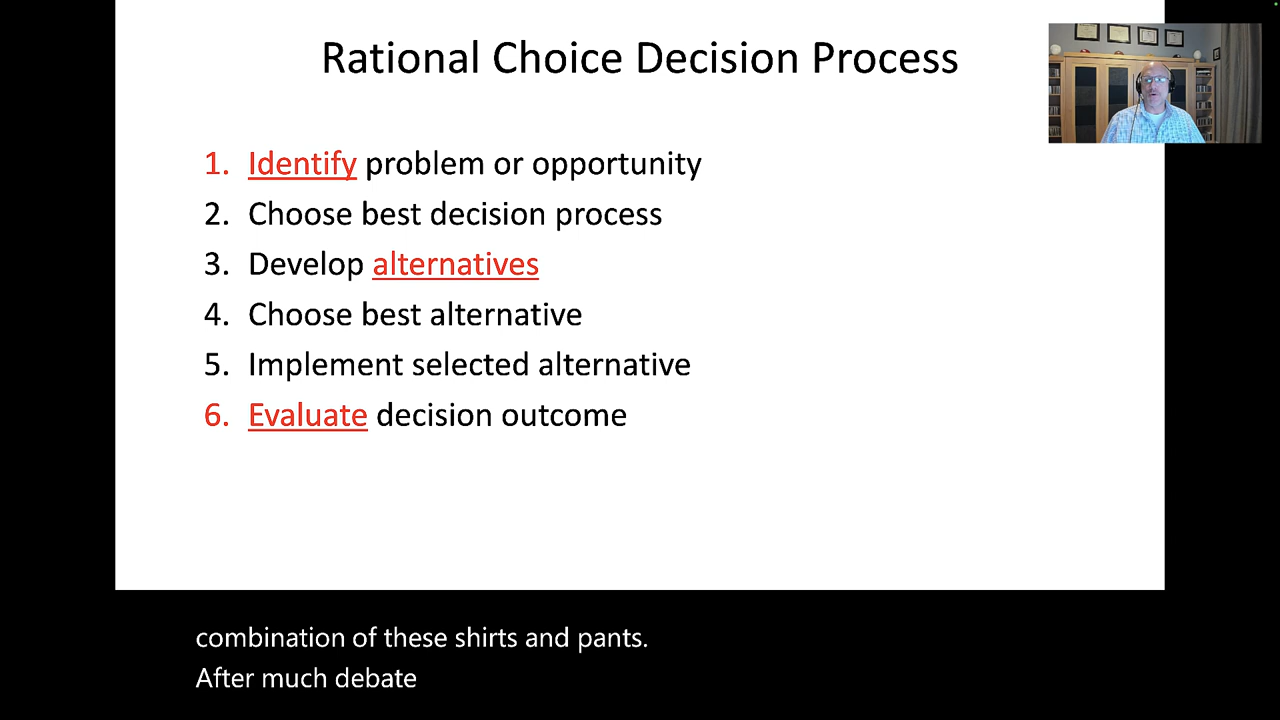 Rational Choice Decision Process
1. Identify problem or opportunity
2. Choose best decision process
3. Develop alternatives
4. Choose best alternative
5. Implement selected alternative
6. Evaluate decision outcome
combination of these shirts and pants.
After much debate